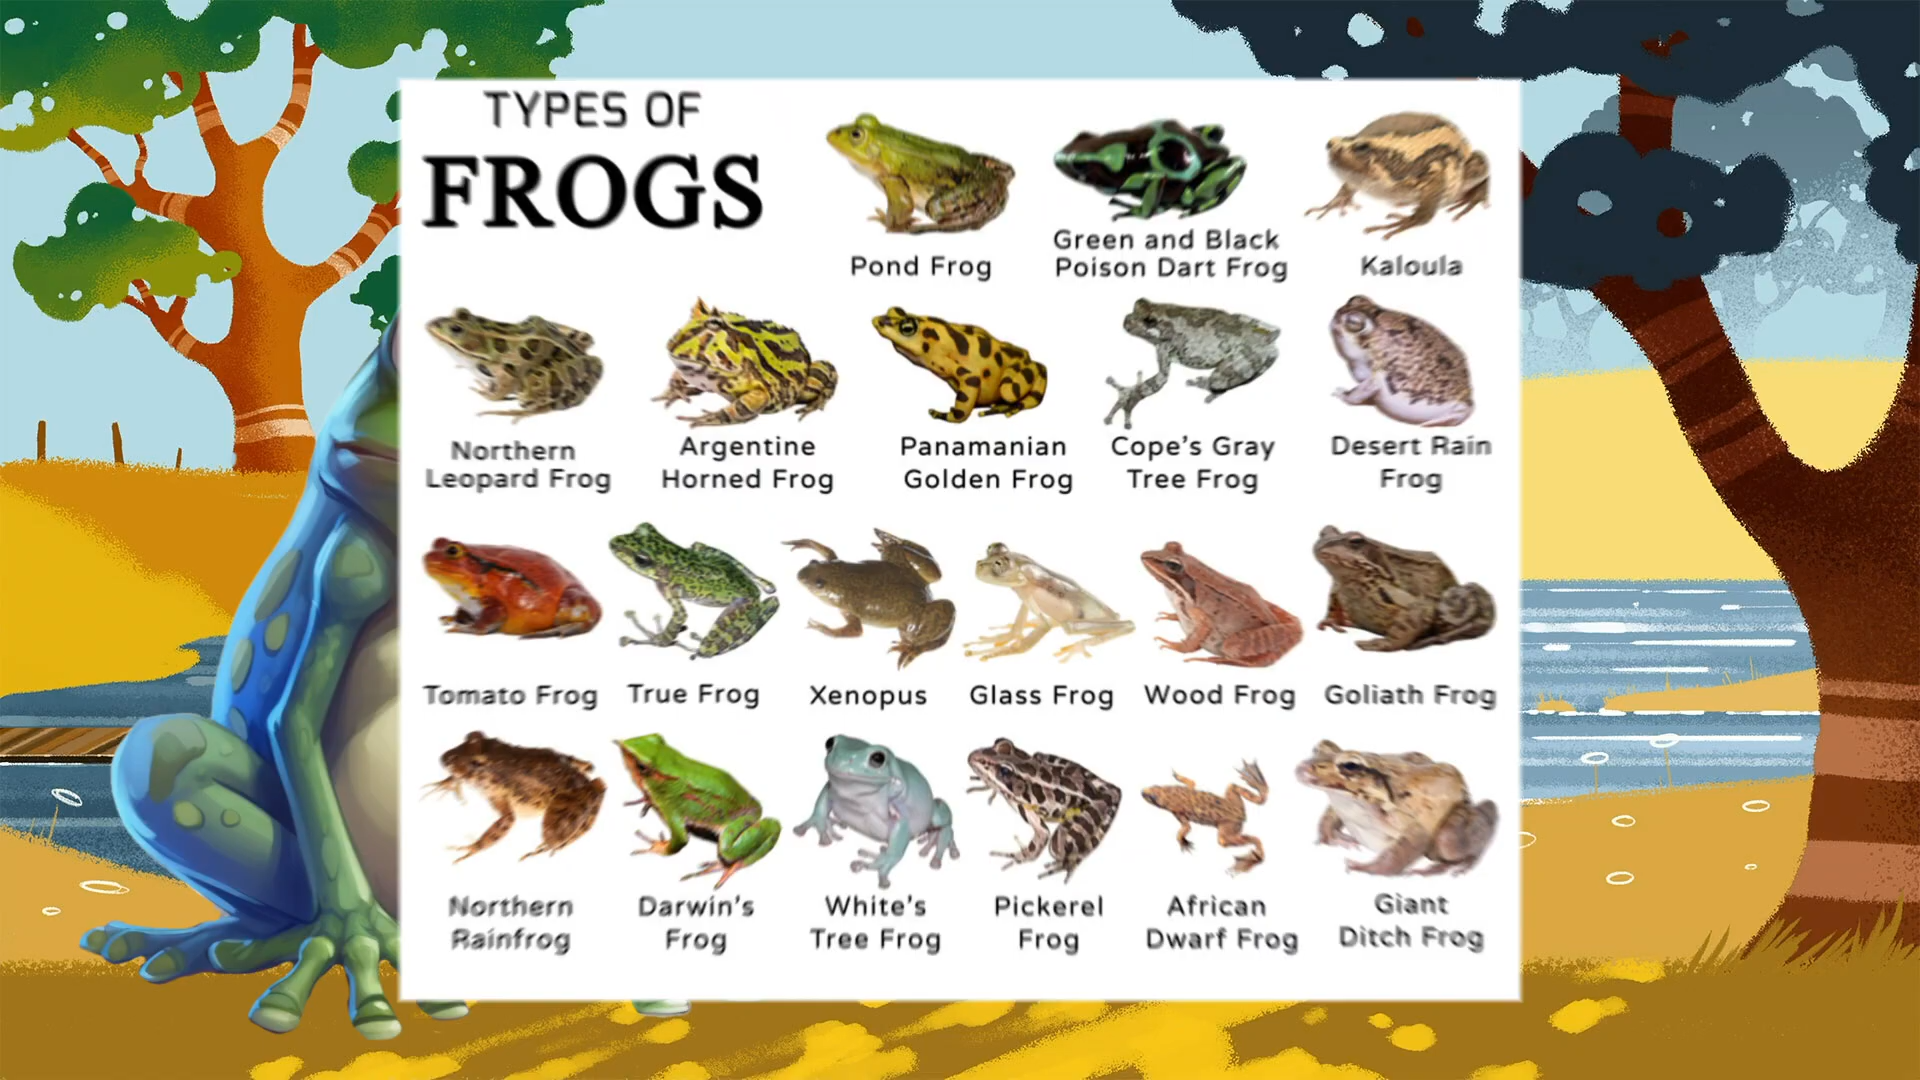 TYPES OF
FROGS
Pond Frog
Green and Black
Poison Dart Frog
Kaloula
Northern
Leopard Frog
Argentine
Horned Frog
Panamanian
Golden Frog
Cope's Gray
Tree Frog
Desert Rain
Frog
Tomato Frog
True Frog
Xenopus
Glass Frog
Wood Frog
Goliath Frog
Northern
Rainfrog
Darwin's
Frog
White's
Tree Frog
Pickerel
Frog
African
Dwarf Frog
Giant
Ditch Frog